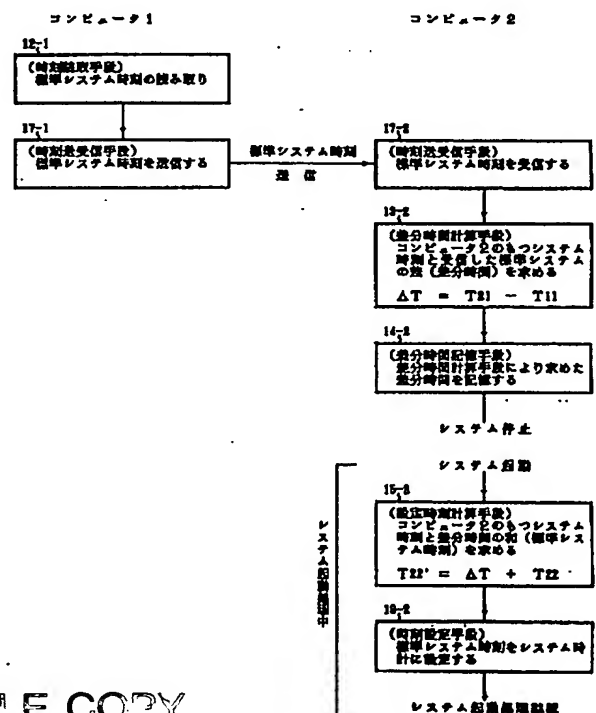 コンピュータ1
コンピュータ2
12-1
(時刻読取手段)
標準システム時刻の読み取り
17-1
(時刻送受信手段)
標準システム時刻を送信する
標準システム時刻
送 信
17-2
(時刻送受信手段)
標準システム時刻を受信する
13-2
(差分時間計算手段)
コンピュータ2のもつシステム
時刻と受信した標準システム
の差(差分時間)を求める
ΔT = T21 - T11
14-2
(差分時間記憶手段)
差分時間計算手段により求めた
差分時間を記憶する
システム停止
システム起動
システム起動処理中
15-2
(設定時刻計算手段)
コンピュータ2のもつシステム
時刻と差分時間の和(標準シス
テム時刻)を求める
T22' = ΔT + T22
16-2
(時刻設定手段)
標準システム時刻をシステム時
計に設定する
システム起動処理継続
COPY